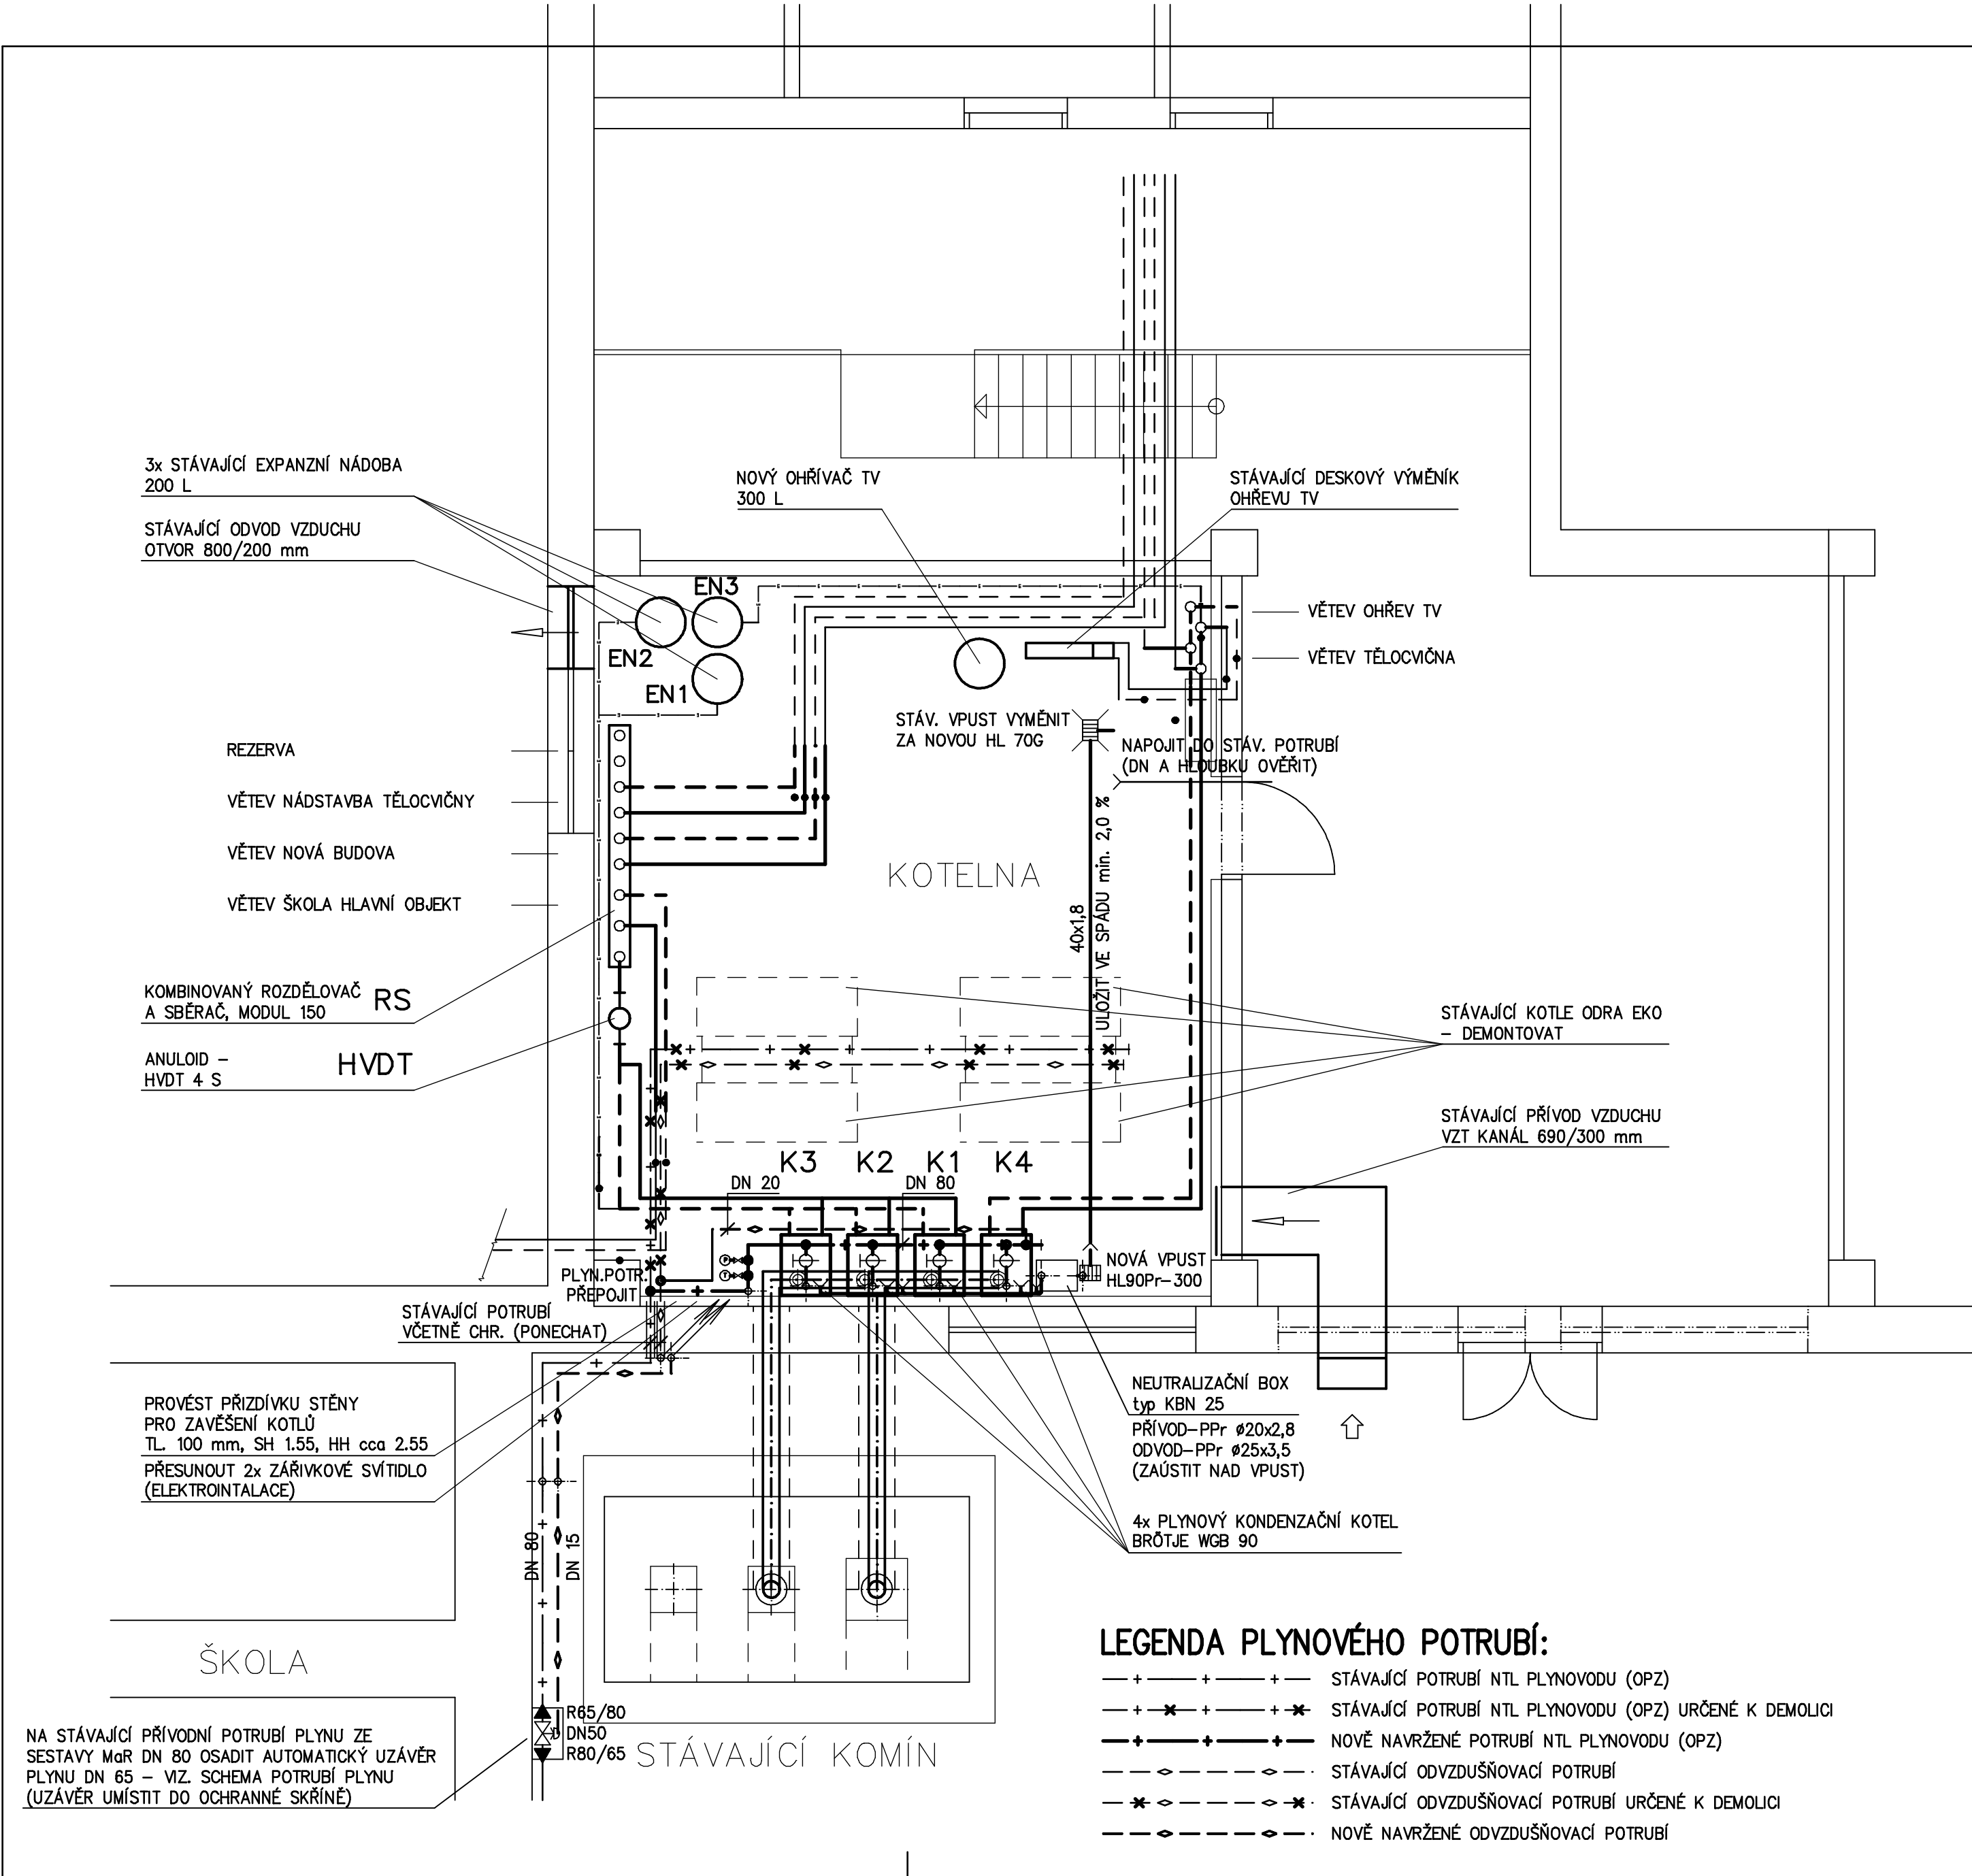 3x STÁVAJÍCÍ EXPANZNÍ NÁDOBA
200 L
STÁVAJÍCÍ ODVOD VZDUCHU
OTVOR 800/200 mm
NOVÝ OHŘÍVAČ TV
300 L
STÁVAJÍCÍ DESKOVÝ VÝMĚNÍK
OHŘEVU TV
EN3
EN2
EN1
VĚTEV OHŘEV TV
VĚTEV TĚLOCVIČNA
STÁV. VPUST VYMĚNIT
ZA NOVOU HL 70G
NAPOJIT DO STÁV. POTRUBÍ
(DN A HLOUBKU OVĚŘIT)
REZERVA
VĚTEV NÁDSTAVBA TĚLOCVIČNY
VĚTEV NOVÁ BUDOVA
VĚTEV ŠKOLA HLAVNÍ OBJEKT
KOTELNA
40x1,8
ULOŽIT VE SPÁDU min. 2,0 %
KOMBINOVANÝ ROZDĚLOVAČ
A SBĚRAČ, MODUL 150
RS
ANULOID –
HVDT 4 S
HVDT
STÁVAJÍCÍ KOTLE ODRA EKO
– DEMONTOVAT
STÁVAJÍCÍ PŘÍVOD VZDUCHU
VZT KANÁL 690/300 mm
K3
K2
K1
K4
DN 20
DN 80
P
T
PLYN.POTR.
PŘEPOJIT
NOVÁ VPUST
HL90Pr–300
STÁVAJÍCÍ POTRUBÍ
VČETNĚ CHR. (PONECHAT)
PROVÉST PŘIZDÍVKU STĚNY
PRO ZAVĚŠENÍ KOTLŮ
TL. 100 mm, SH 1.55, HH cca 2.55
PŘESUNOUT 2x ZÁŘIVKOVÉ SVÍTIDLO
(ELEKTROINTALACE)
NEUTRALIZAČNÍ BOX
typ KBN 25
PŘÍVOD–PPr ø20x2,8
ODVOD–PPr ø25x3,5
(ZAÚSTIT NAD VPUST)
4x PLYNOVÝ KONDENZAČNÍ KOTEL
BRÖTJE WGB 90
DN 80
DN 15
ŠKOLA
R65/80
DN50
R80/65
STÁVAJÍCÍ KOMÍN
NA STÁVAJÍCÍ PŘÍVODNÍ POTRUBÍ PLYNU ZE
SESTAVY MaR DN 80 OSADIT AUTOMATICKÝ UZÁVĚR
PLYNU DN 65 – VIZ. SCHEMA POTRUBÍ PLYNU
(UZÁVĚR UMÍSTIT DO OCHRANNÉ SKŘÍNĚ)
LEGENDA PLYNOVÉHO POTRUBÍ:
STÁVAJÍCÍ POTRUBÍ NTL PLYNOVODU (OPZ)
STÁVAJÍCÍ POTRUBÍ NTL PLYNOVODU (OPZ) URČENÉ K DEMOLICI
NOVĚ NAVRŽENÉ POTRUBÍ NTL PLYNOVODU (OPZ)
STÁVAJÍCÍ ODVZDUŠŇOVACÍ POTRUBÍ
STÁVAJÍCÍ ODVZDUŠŇOVACÍ POTRUBÍ URČENÉ K DEMOLICI
NOVĚ NAVRŽENÉ ODVZDUŠŇOVACÍ POTRUBÍ